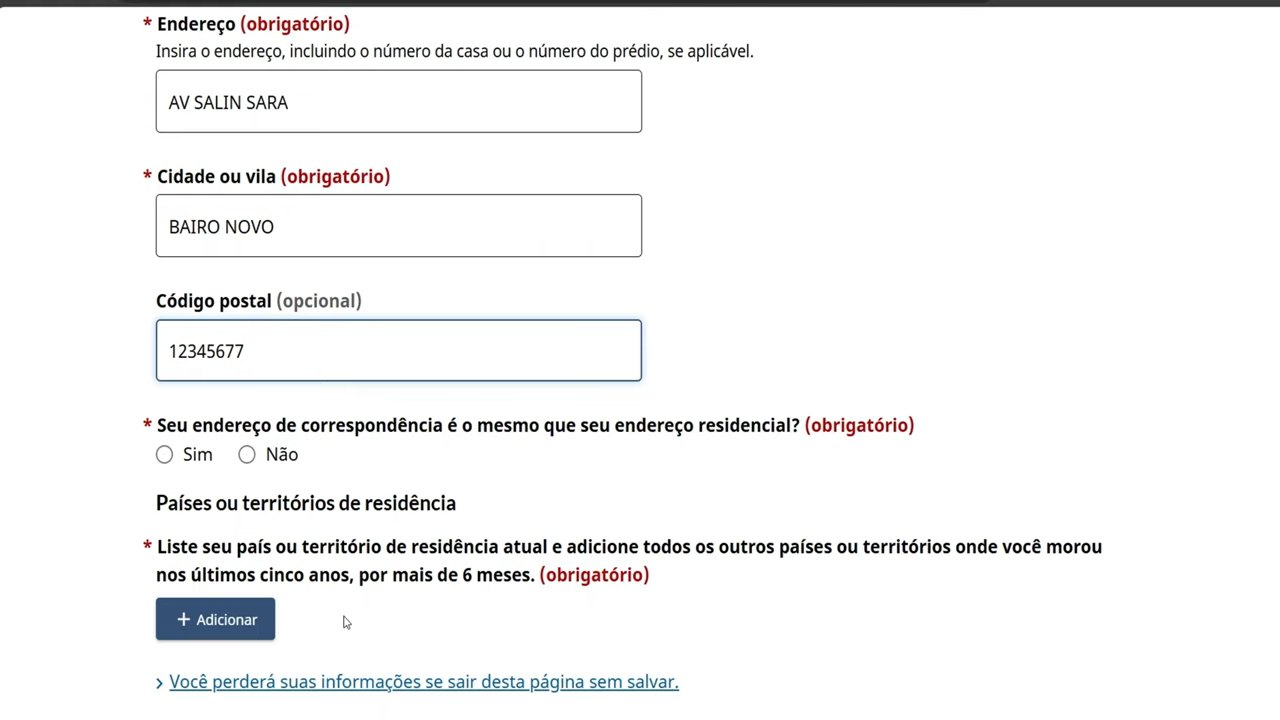 * Endereço (obrigatório)
Insira o endereço, incluindo o número da casa ou o número do prédio, se aplicável.
AV SALIN SARA
* Cidade ou vila (obrigatório)
BAIRO NOVO
Código postal (opcional)
12345677
* Seu endereço de correspondência é o mesmo que seu endereço residencial? (obrigatório)
Sim Não
Países ou territórios de residência
* Liste seu país ou território de residência atual e adicione todos os outros países ou territórios onde você morou
nos últimos cinco anos, por mais de 6 meses. (obrigatório)
+ Adicionar
> Você perderá suas informações se sair desta página sem salvar.